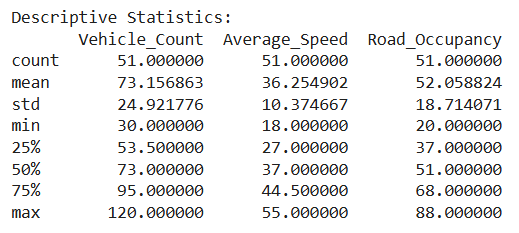 Descriptive Statistics:
Vehicle_Count Average_Speed Road_Occupancy
count 51.000000 51.000000 51.000000
mean 73.156863 36.254902 52.058824
std 24.921776 10.374667 18.714071
min 30.000000 18.000000 20.000000
25% 53.500000 27.000000 37.000000
50% 73.000000 37.000000 51.000000
75% 95.000000 44.500000 68.000000
max 120.000000 55.000000 88.000000